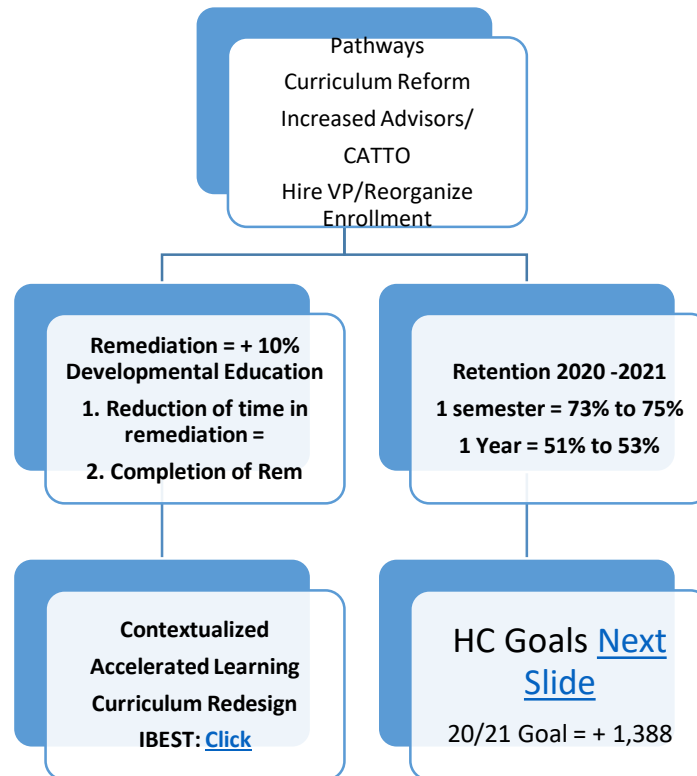 Pathways
Curriculum Reform
Increased Advisors/
CATTO
Hire VP/Reorganize
Enrollment
Remediation = + 10%
Developmental Education
1. Reduction of time in
remediation =
2. Completion of Rem
Retention 2020 -2021
1 semester = 73% to 75%
1 Year = 51% to 53%
Contextualized
Accelerated Learning
Curriculum Redesign
IBEST: Click
HC Goals Next
Slide
20/21 Goal = + 1,388